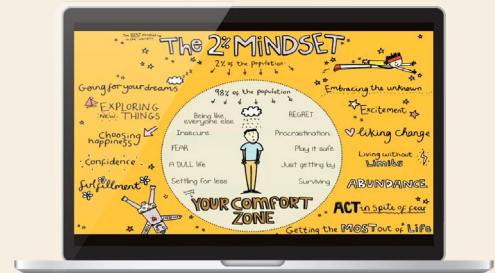 The 2% MINDSET
2% of the population
Going for your dreams
EXPLORING
NEW THINGS
Choosing
happiness
Confidence
fulfillment
98% of the population
Being like
everyone else
Insecure
FEAR
A DULL life
Settling for less
REGRET
Procrastination
Play it safe
Just getting by
Surviving
YOUR COMFORT
ZONE
Embracing the unknown
Excitement
liking change
Living without
LIMITS
ABUNDANCE
ACT in spite of fear
Getting the MOST out of LIFE